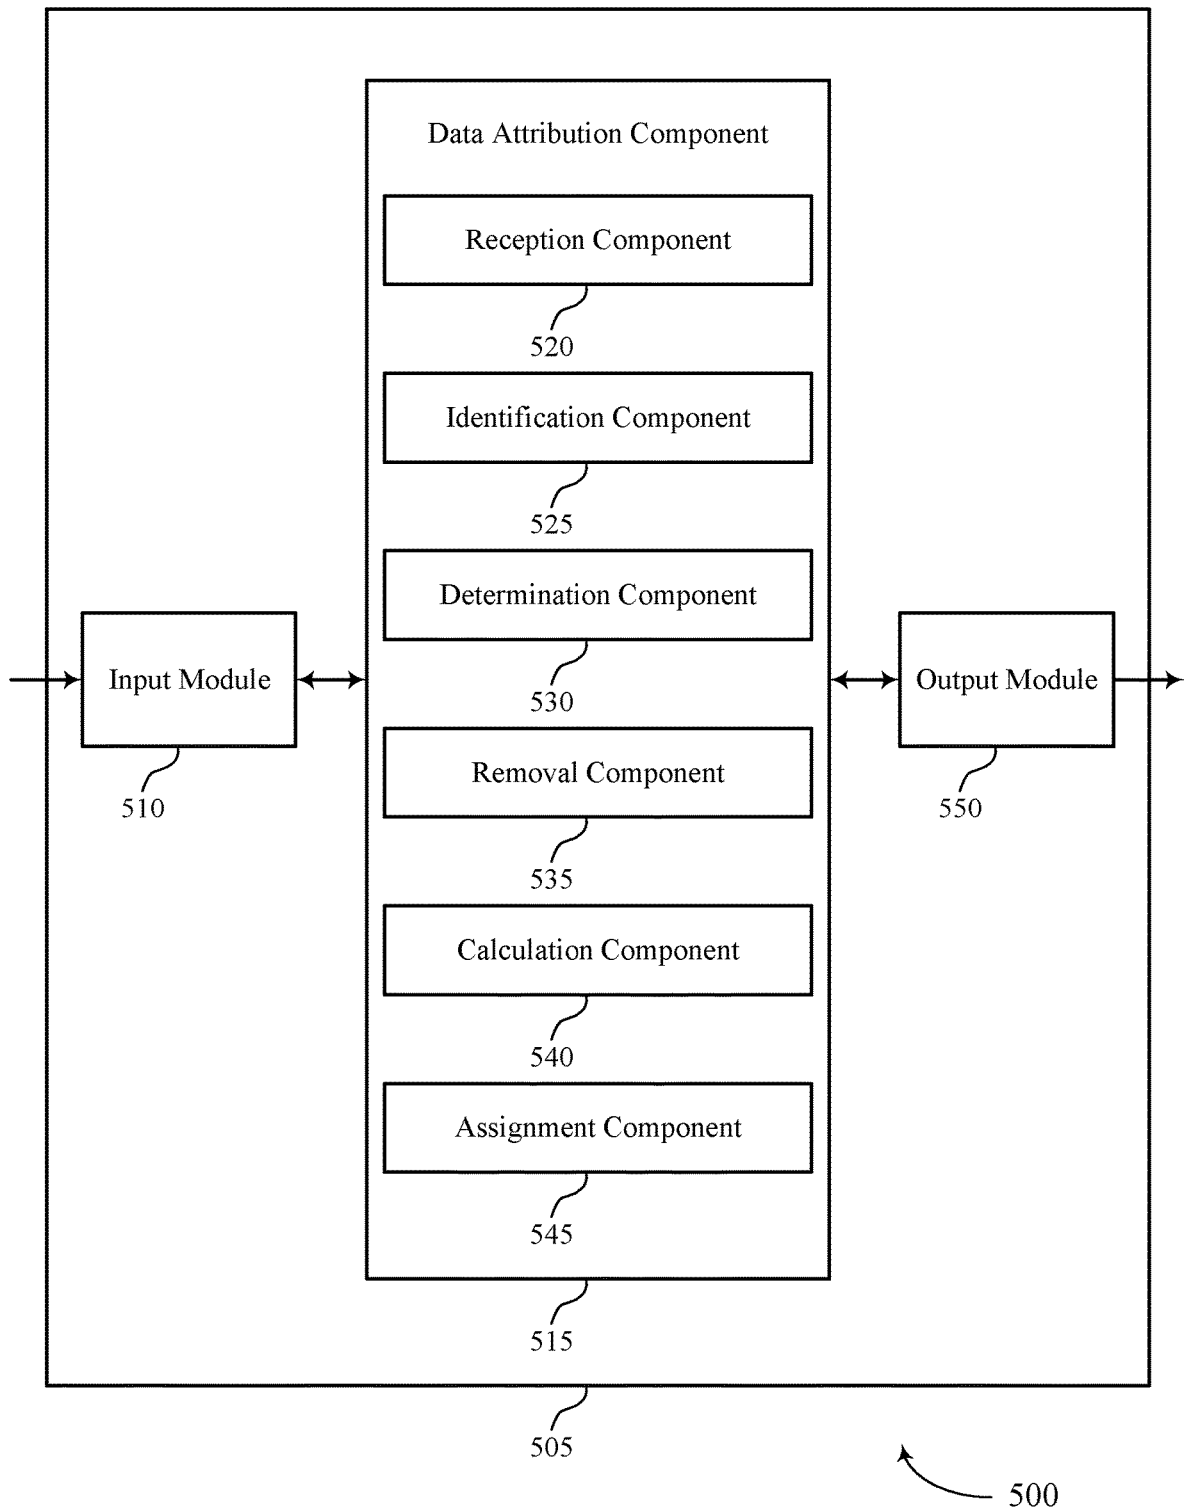 Data Attribution Component
Reception Component
520
Identification Component
525
Determination Component
530
Input Module
510
Output Module
550
Removal Component
535
Calculation Component
540
Assignment Component
545
515
505
500